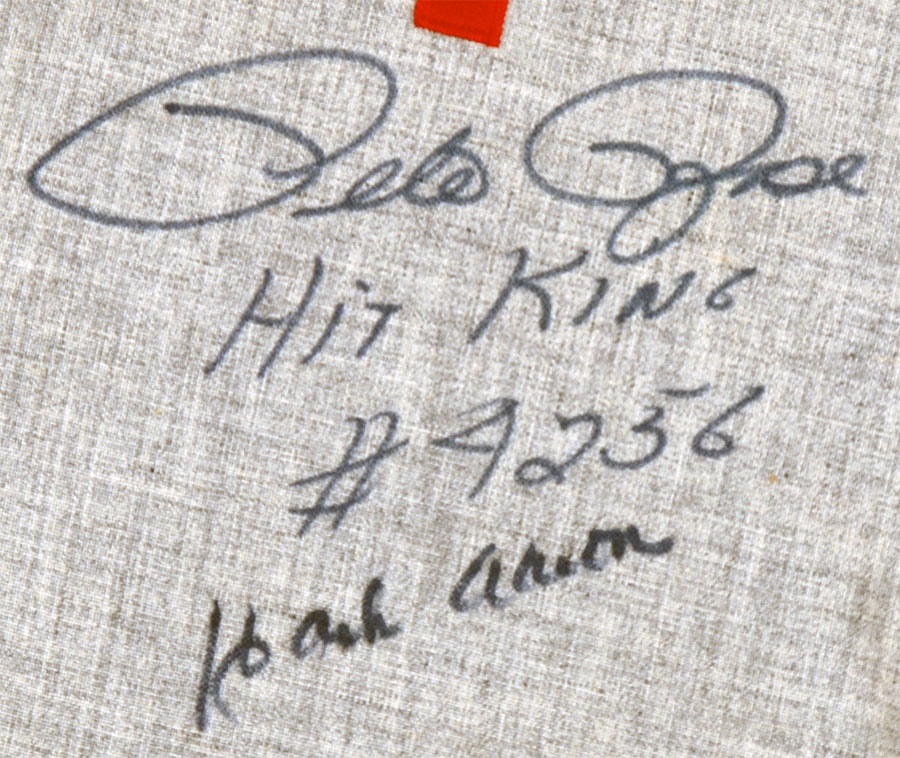 Pete Rose
Hit King
#4256
Hank Aaron